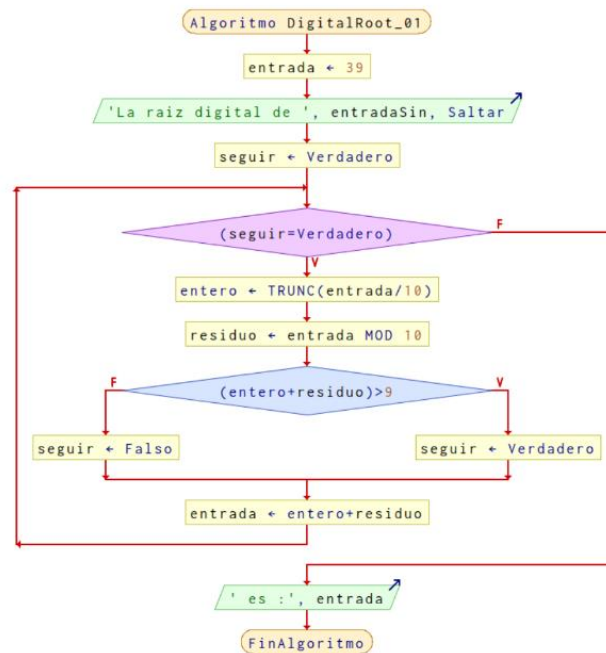 Algoritmo DigitalRoot_01
entrada ← 39
'La raiz digital de ', entradaSin, Saltar
seguir ← Verdadero
(seguir=Verdadero)
F
V
entero ← TRUNC(entrada/10)
residuo ← entrada MOD 10
F
V
(entero+residuo)>9
seguir ← Falso
seguir ← Verdadero
entrada ← entero+residuo
' es :', entrada
FinAlgoritmo